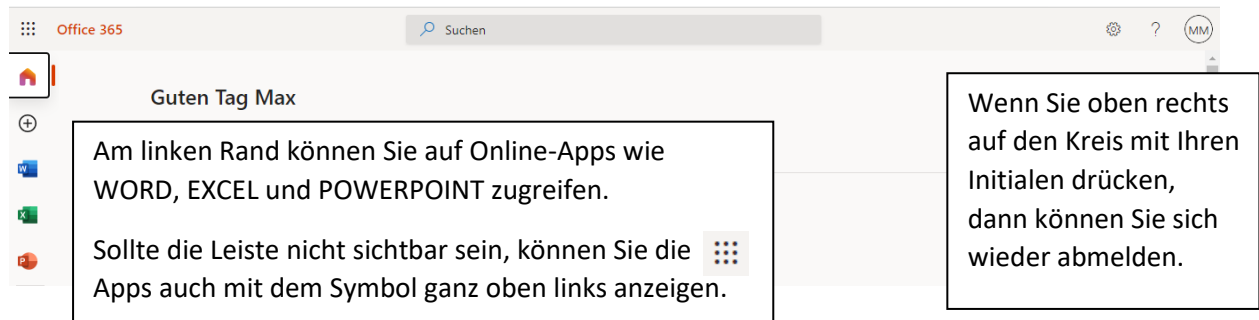 Office 365
Suchen
?
MM
Guten Tag Max
Am linken Rand können Sie auf Online-Apps wie
WORD, EXCEL und POWERPOINT zugreifen.
Sollte die Leiste nicht sichtbar sein, können Sie die
Apps auch mit dem Symbol ganz oben links anzeigen.
Wenn Sie oben rechts
auf den Kreis mit Ihren
Initialen drücken,
dann können Sie sich
wieder abmelden.
W
X
P